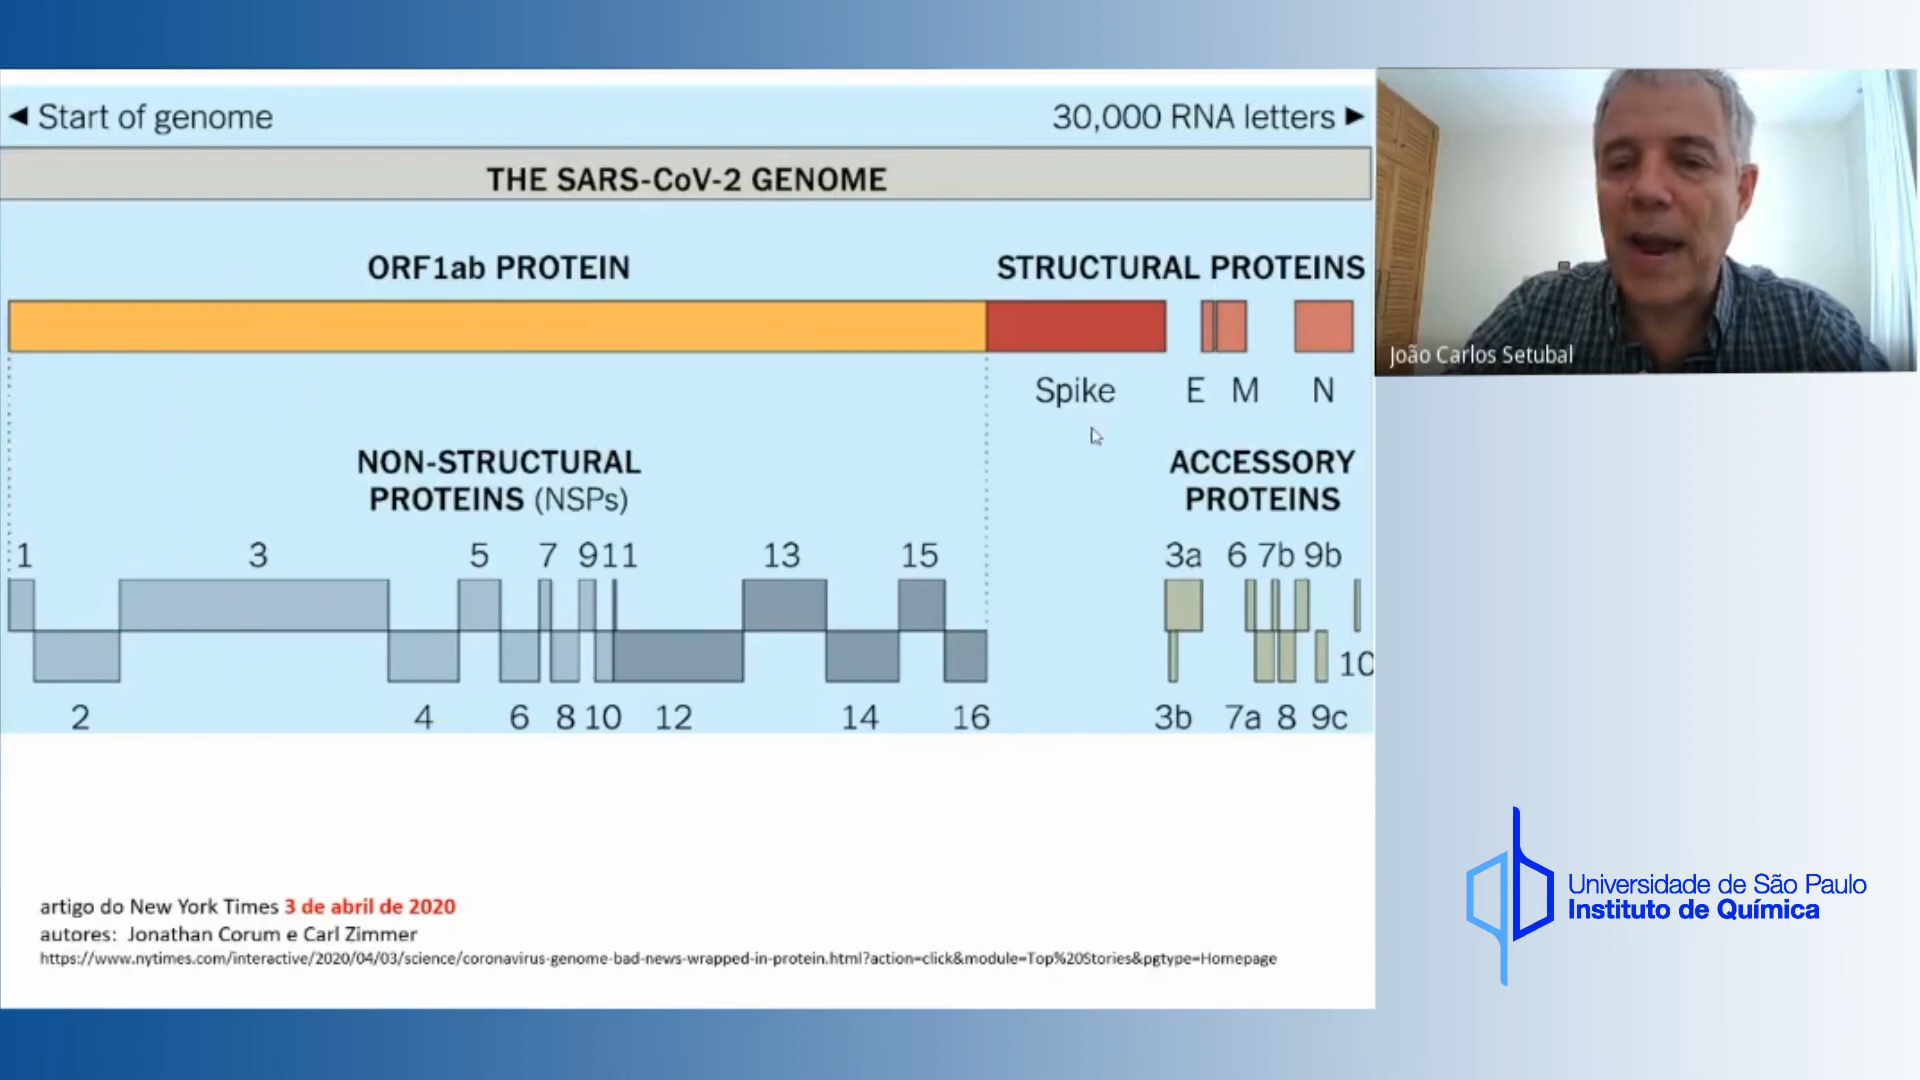 ◄ Start of genome
30,000 RNA letters ►
THE SARS-CoV-2 GENOME
ORF1ab PROTEIN
STRUCTURAL PROTEINS
Spike E M N
NON-STRUCTURAL
PROTEINS (NSPs)
ACCESSORY
PROTEINS
1 3 5 7 9 11 13 15
3a 6 7b 9b
10
2 4 6 8 10 12 14 16
3b 7a 8 9c
artigo do New York Times 3 de abril de 2020
autores: Jonathan Corum e Carl Zimmer
https://www.nytimes.com/interactive/2020/04/03/science/coronavirus-genome-bad-news-wrapped-in-protein.html?action=click&module=Top%20Stories&pgtype=Homepage
João Carlos Setubal
Universidade de São Paulo
Instituto de Química